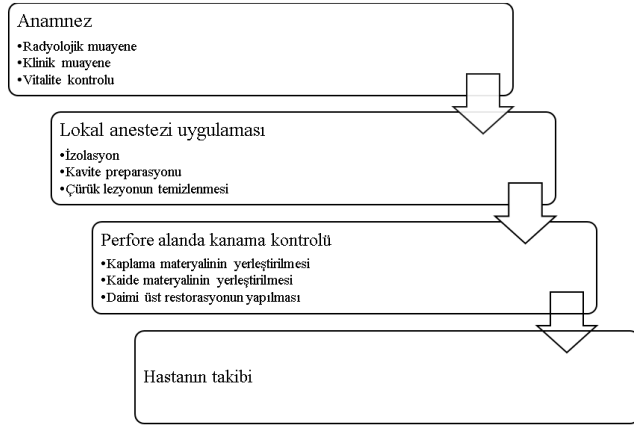 Anamnez
•Radyolojik muayene
•Klinik muayene
•Vitalite kontrolu
Lokal anestezi uygulaması
•İzolasyon
•Kavite preparasyonu
•Çürük lezyonun temizlenmesi
Perfore alanda kanama kontrolü
•Kaplama materyalinin yerleştirilmesi
•Kaide materyalinin yerleştirilmesi
•Daimi üst restorasyonun yapılması
Hastanın takibi